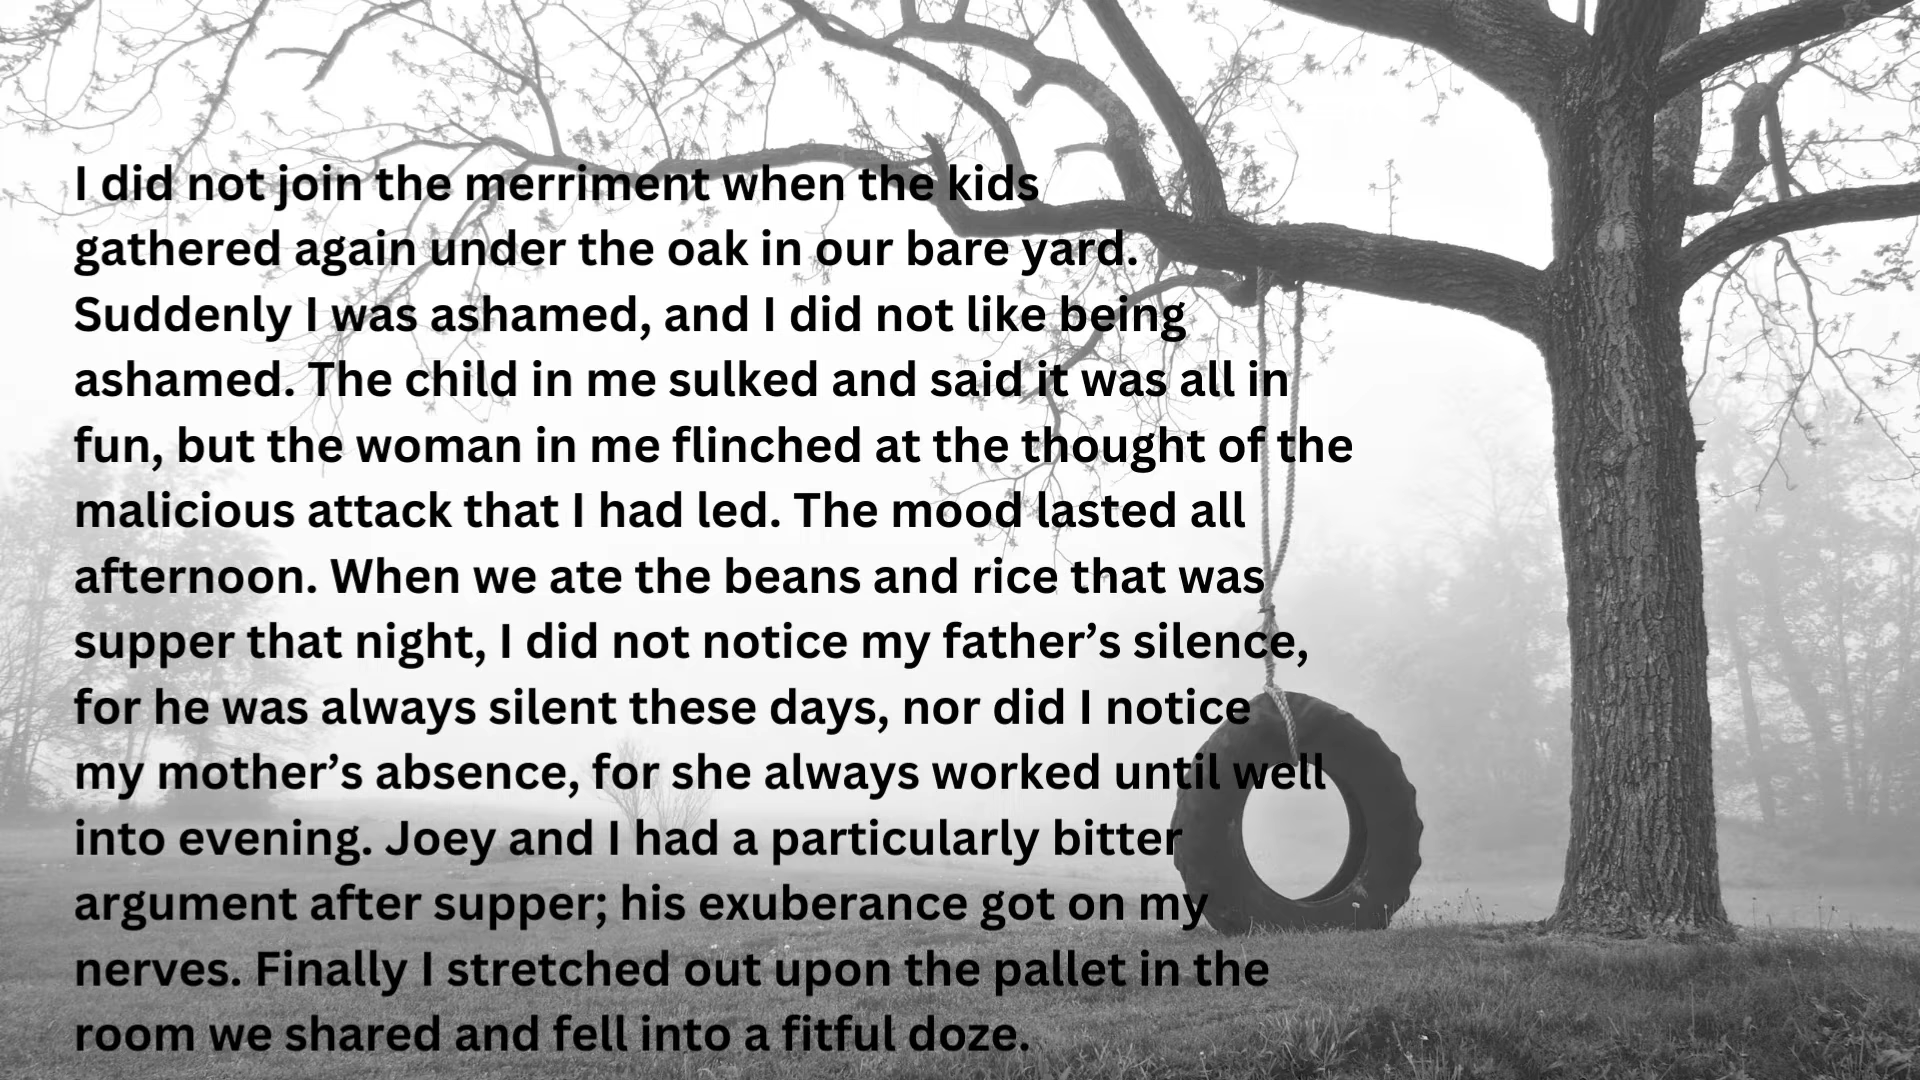 I did not join the merriment when the kids
gathered again under the oak in our bare yard.
Suddenly I was ashamed, and I did not like being
ashamed. The child in me sulked and said it was all in
fun, but the woman in me flinched at the thought of the
malicious attack that I had led. The mood lasted all
afternoon. When we ate the beans and rice that was
supper that night, I did not notice my father’s silence,
for he was always silent these days, nor did I notice
my mother’s absence, for she always worked until well
into evening. Joey and I had a particularly bitter
argument after supper; his exuberance got on my
nerves. Finally I stretched out upon the pallet in the
room we shared and fell into a fitful doze.